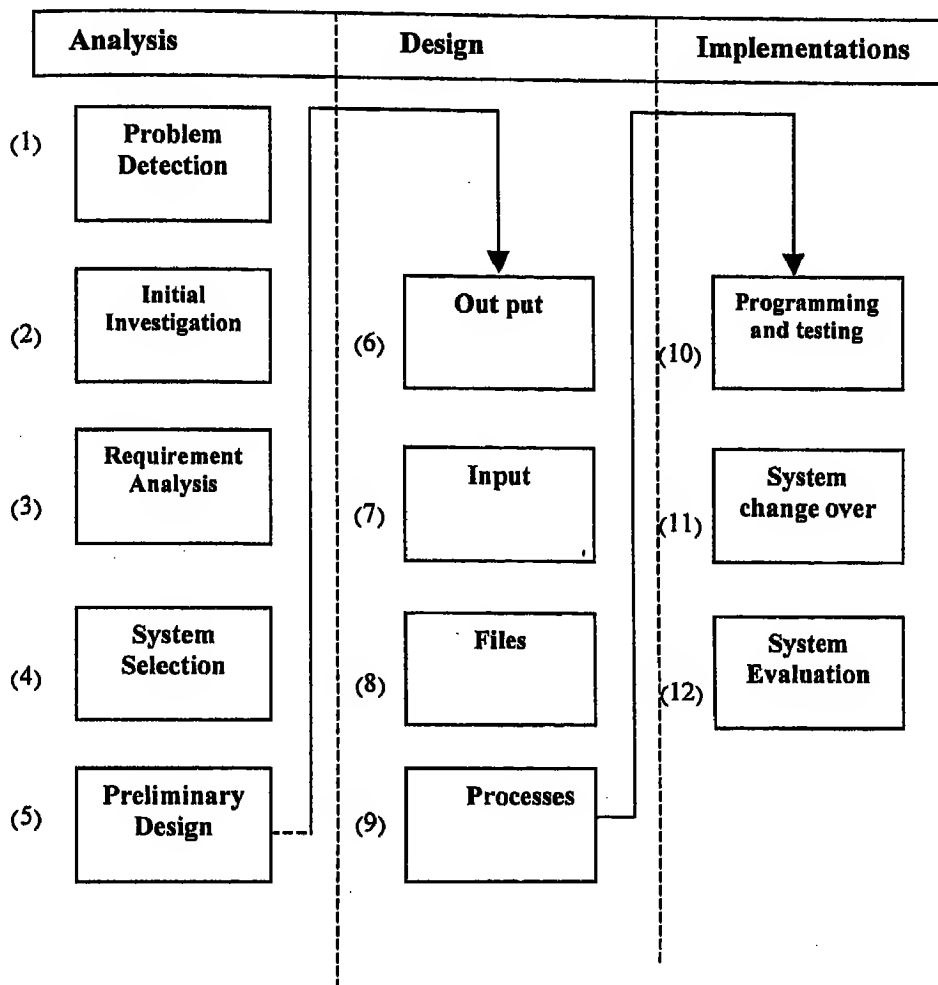 Analysis
Design
Implementations
(1)
Problem
Detection
(2)
Initial
Investigation
(3)
Requirement
Analysis
(4)
System
Selection
(5)
Preliminary
Design
(6)
Out put
(7)
Input
(8)
Files
(9)
Processes
(10)
Programming
and testing
(11)
System
change over
(12)
System
Evaluation